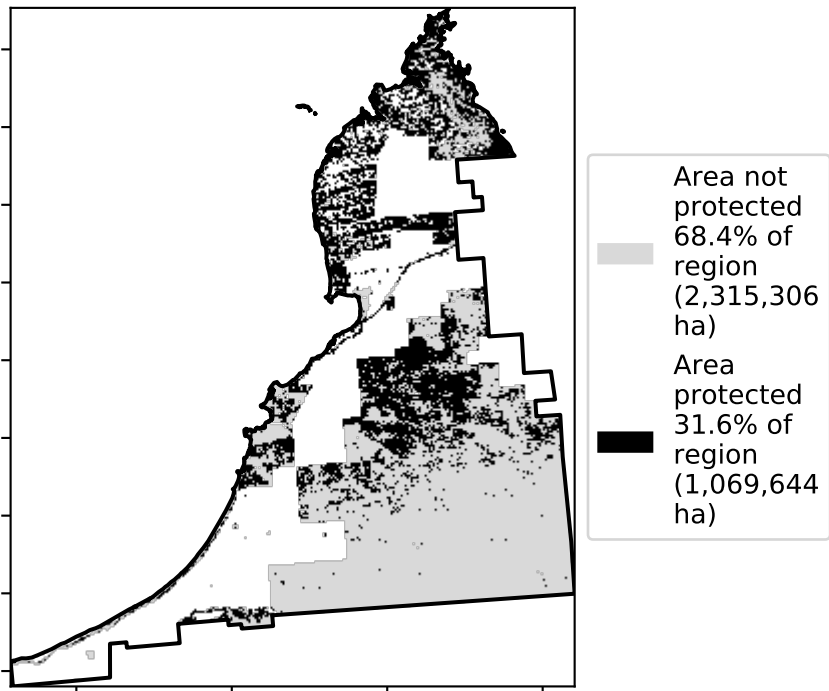 Area not
protected
68.4% of
region
(2,315,306
ha)
Area
protected
31.6% of
region
(1,069,644
ha)